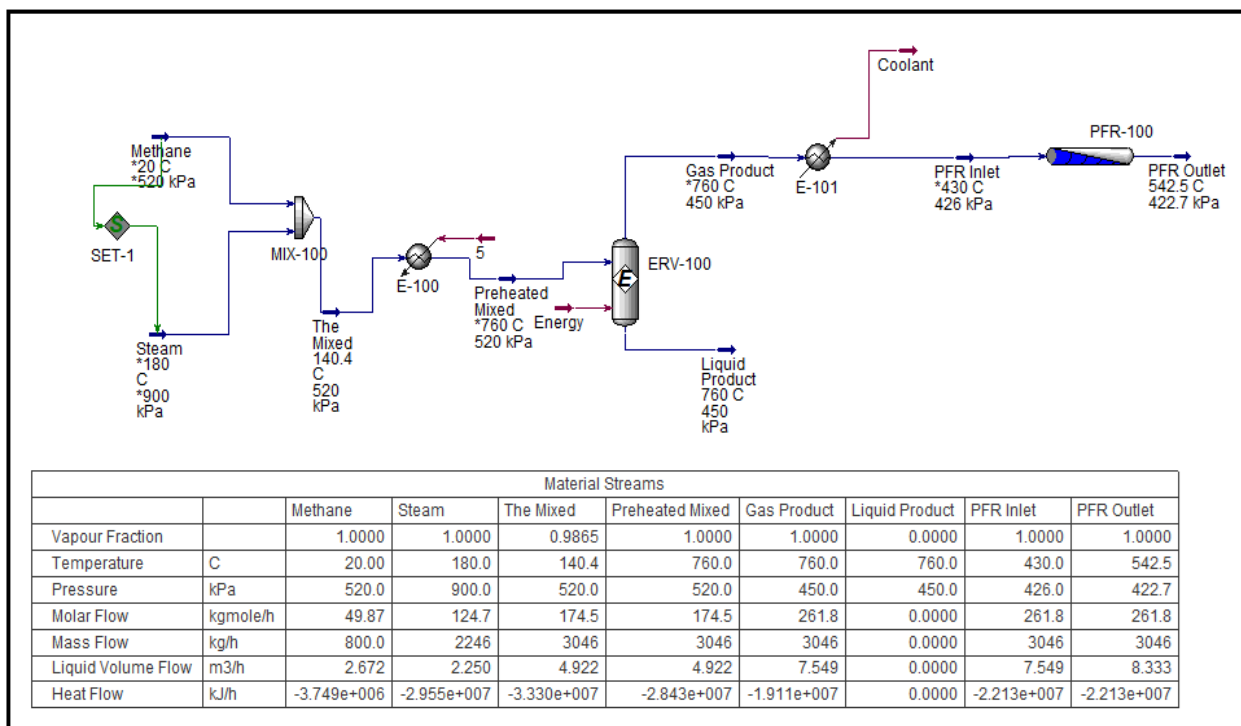 Coolant
PFR-100
Methane
*20 C
*520 kPa
Gas Product
*760 C
450 kPa
E-101
PFR Inlet
*430 C
426 kPa
PFR Outlet
542.5 C
422.7 kPa
S
SET-1
MIX-100
5
E-100
E
ERV-100
Preheated
Mixed
*760 C
520 kPa
Energy
The
Mixed
140.4
C
520
kPa
Steam
*180
C
*900
kPa
Liquid
Product
760 C
450
kPa
Material Streams
Methane Steam The Mixed Preheated Mixed Gas Product Liquid Product PFR Inlet PFR Outlet
Vapour Fraction 1.0000 1.0000 0.9865 1.0000 1.0000 0.0000 1.0000 1.0000
Temperature C 20.00 180.0 140.4 760.0 760.0 760.0 430.0 542.5
Pressure kPa 520.0 900.0 520.0 520.0 450.0 450.0 426.0 422.7
Molar Flow kgmole/h 49.87 124.7 174.5 174.5 261.8 0.0000 261.8 261.8
Mass Flow kg/h 800.0 2246 3046 3046 3046 0.0000 3046 3046
Liquid Volume Flow m3/h 2.672 2.250 4.922 4.922 7.549 0.0000 7.549 8.333
Heat Flow kJ/h -3.749e+006 -2.955e+007 -3.330e+007 -2.843e+007 -1.911e+007 0.0000 -2.213e+007 -2.213e+007